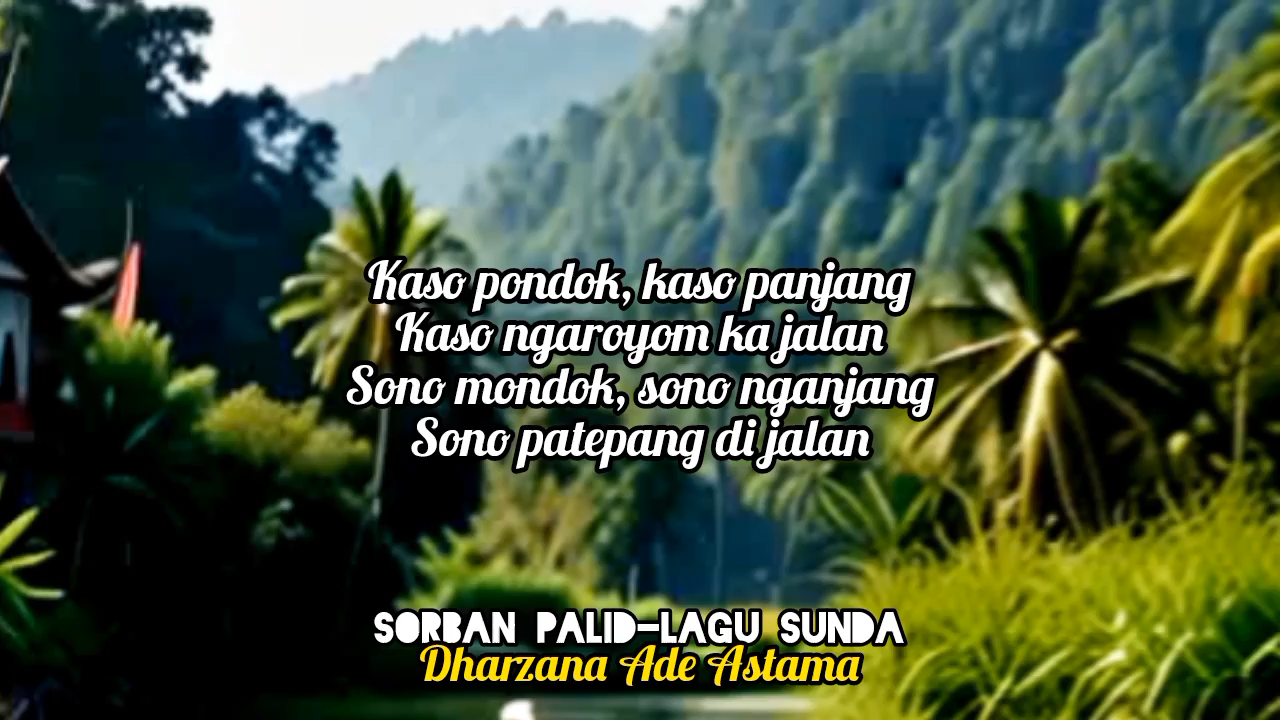 Kaso pondok, kaso panjang
Kaso ngaroyom ka jalan
Sono mondok, sono nganjang
Sono patepang di jalan
SORBAN PALID-LAGU SUNDA
Dharzana Ade Astama